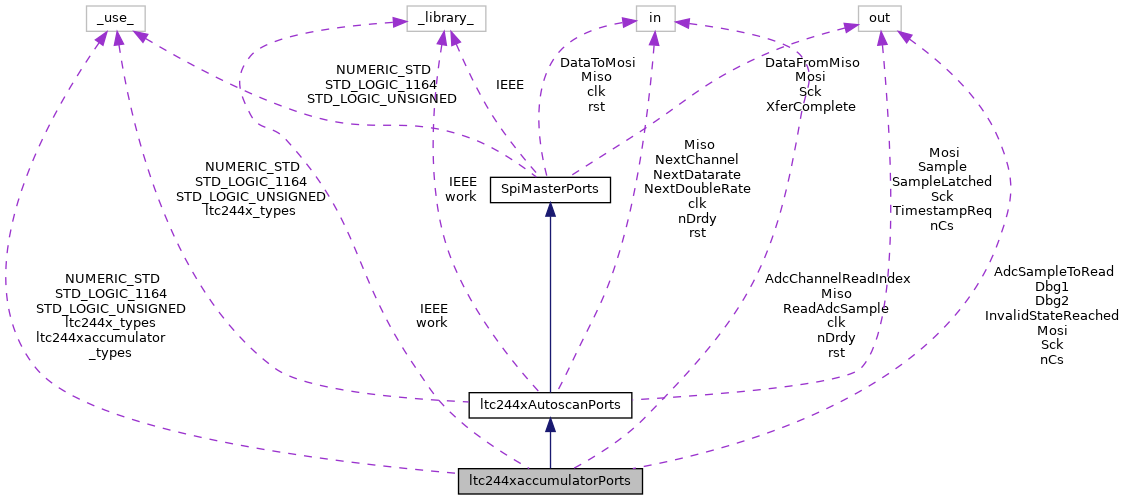 _use_
_library_
in
out
NUMERIC_STD
STD_LOGIC_1164
STD_LOGIC_UNSIGNED
IEEE
DataToMosi
Miso
clk
rst
DataFromMiso
Mosi
Sck
XferComplete
SpiMasterPorts
NUMERIC_STD
STD_LOGIC_1164
STD_LOGIC_UNSIGNED
ltc244x_types
IEEE
work
Miso
NextChannel
NextDatarate
NextDoubleRate
clk
nDrdy
rst
Mosi
Sample
SampleLatched
Sck
TimestampReq
nCs
NUMERIC_STD
STD_LOGIC_1164
STD_LOGIC_UNSIGNED
ltc244x_types
ltc244xaccumulator
_types
IEEE
work
AdcChannelReadIndex
Miso
ReadAdcSample
clk
nDrdy
rst
AdcSampleToRead
Dbg1
Dbg2
InvalidStateReached
Mosi
Sck
nCs
ltc244xAutoscanPorts
ltc244xaccumulatorPorts